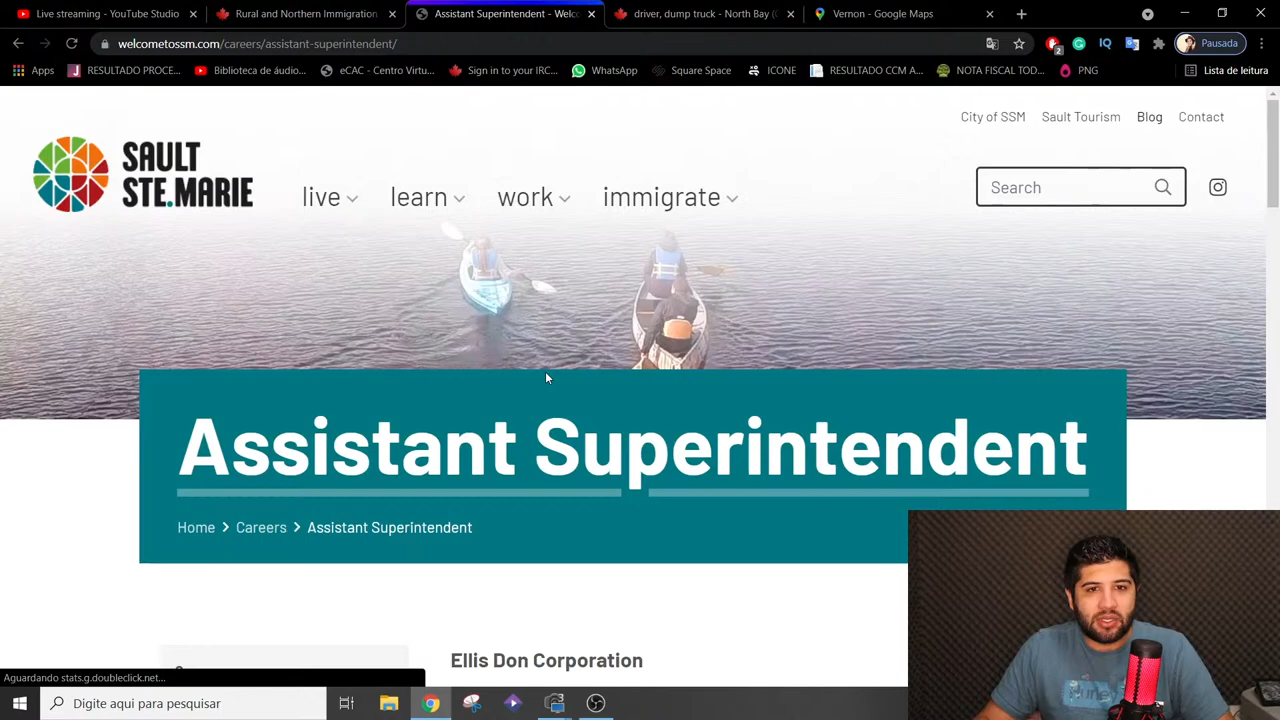 Live streaming - YouTube Studio
Rural and Northern Immigration
Assistant Superintendent - Welco
driver, dump truck - North Bay (
Vernon - Google Maps
welcometossm.com/careers/assistant-superintendent/
2
Pausada
Apps
RESULTADO PROCE...
Biblioteca de áudio...
eCAC - Centro Virtu...
Sign in to your IRC...
WhatsApp
Square Space
ICONE
RESULTADO CCM A...
NOTA FISCAL TOD...
PNG
Lista de leitura
City of SSM
Sault Tourism
Blog
Contact
SAULT
STE.MARIE
live
learn
work
immigrate
Search
Assistant Superintendent
Home > Careers > Assistant Superintendent
Ellis Don Corporation
Aguardando stats.g.doubleclick.net...
Digite aqui para pesquisar
3